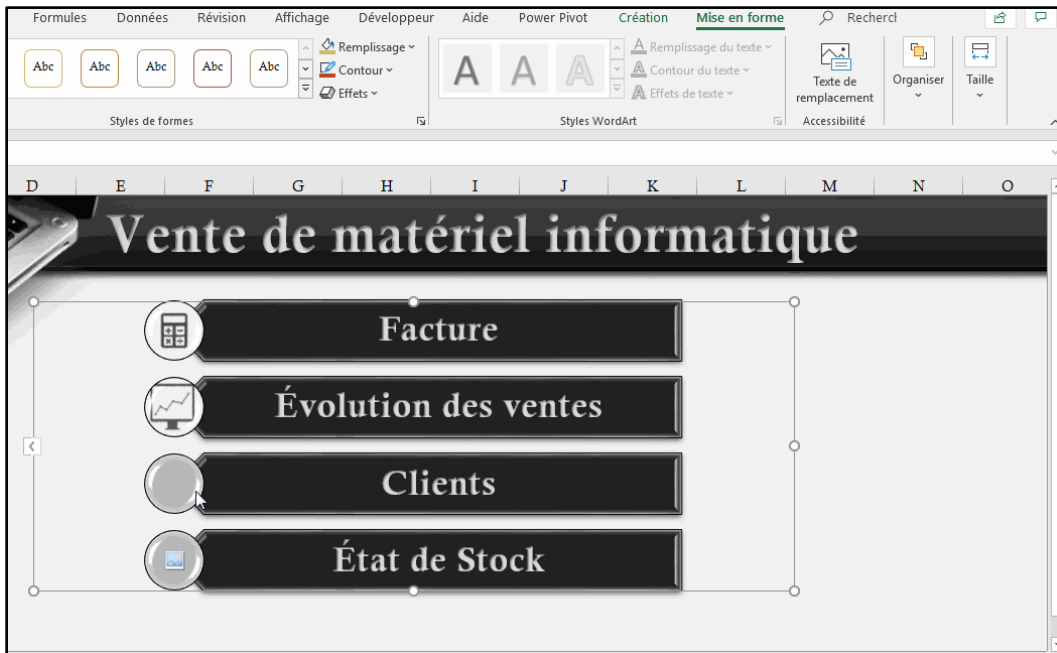 Formules Données Révision Affichage Développeur Aide Power Pivot Création Mise en forme Recherch
Abc Abc Abc Abc Abc
Remplissage
Contour
Effets
Styles de formes
A A A
Remplissage du texte
Contour du texte
Effets de texte
Styles WordArt
Texte de
remplacement
Accessibilité
Organiser
Taille
D E F G H I J K L M N O
Vente de matériel informatique
Facture
Évolution des ventes
Clients
État de Stock